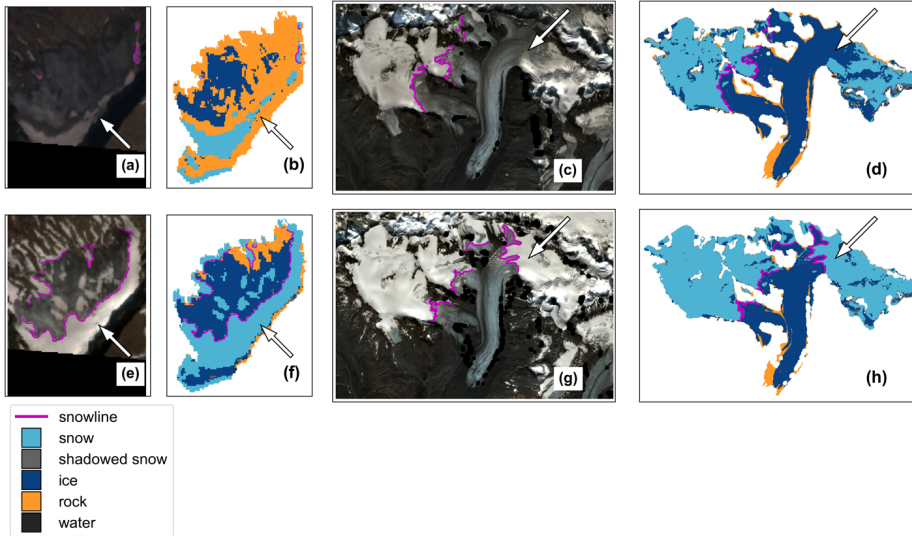 (a)
(b)
(c)
(d)
(e)
(f)
(g)
(h)
snowline
snow
shadowed snow
ice
rock
water